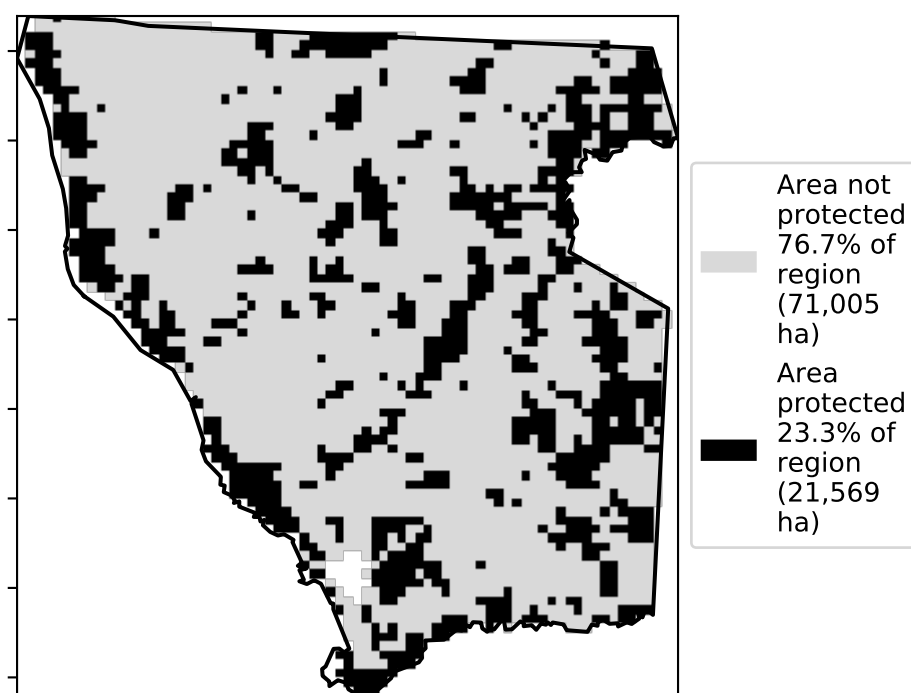 Area not
protected
76.7% of
region
(71,005
ha)
Area
protected
23.3% of
region
(21,569
ha)